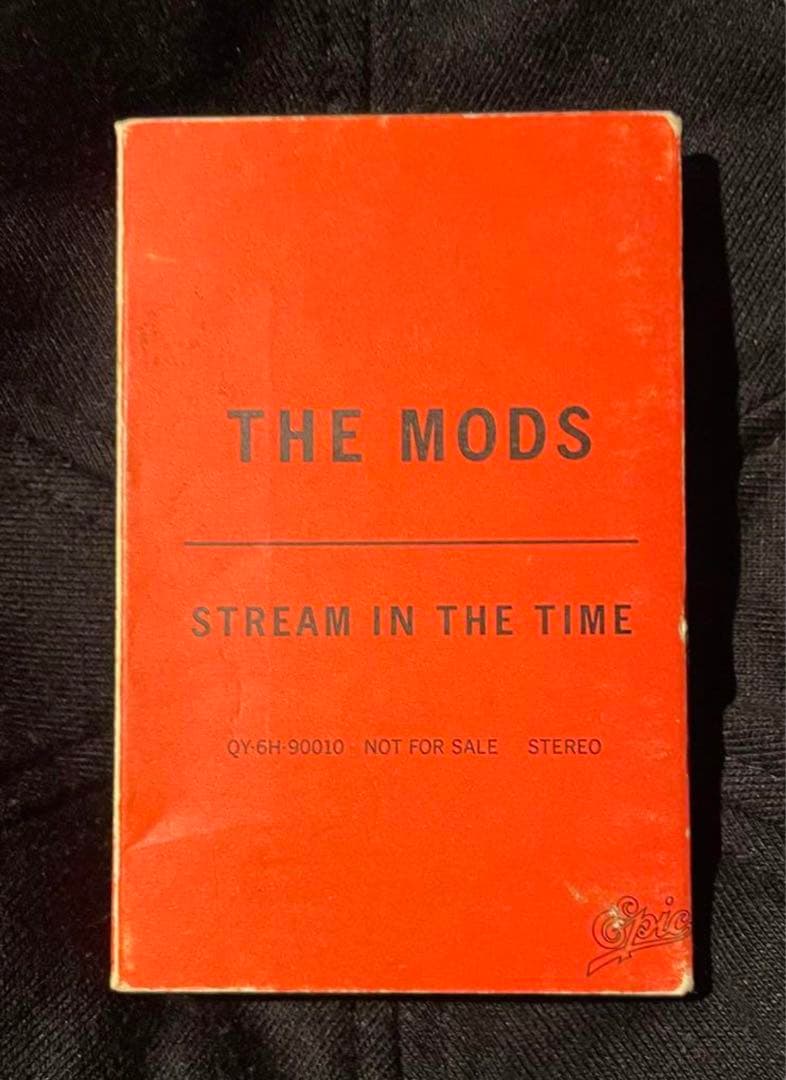 THE MODS
STREAM IN THE TIME
QY·6H·90010 NOT FOR SALE STEREO
Epic